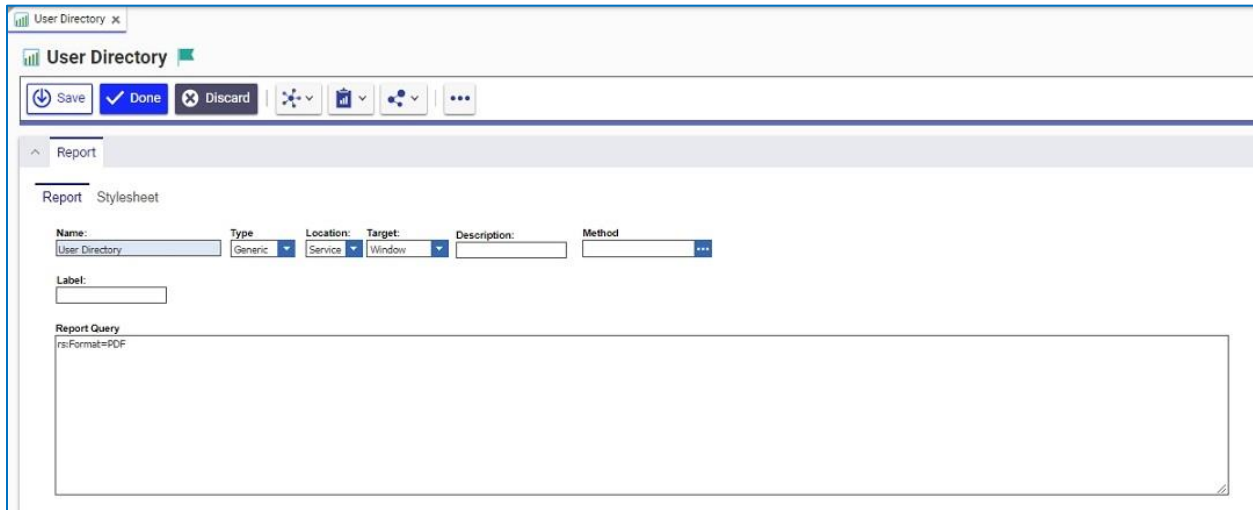 User Directory x
User Directory
Save Done Discard
Report
Report Stylesheet
Name: Type Location: Target: Description: Method
User Directory Generic Service Window
Label:
Report Query
rs:Format=PDF